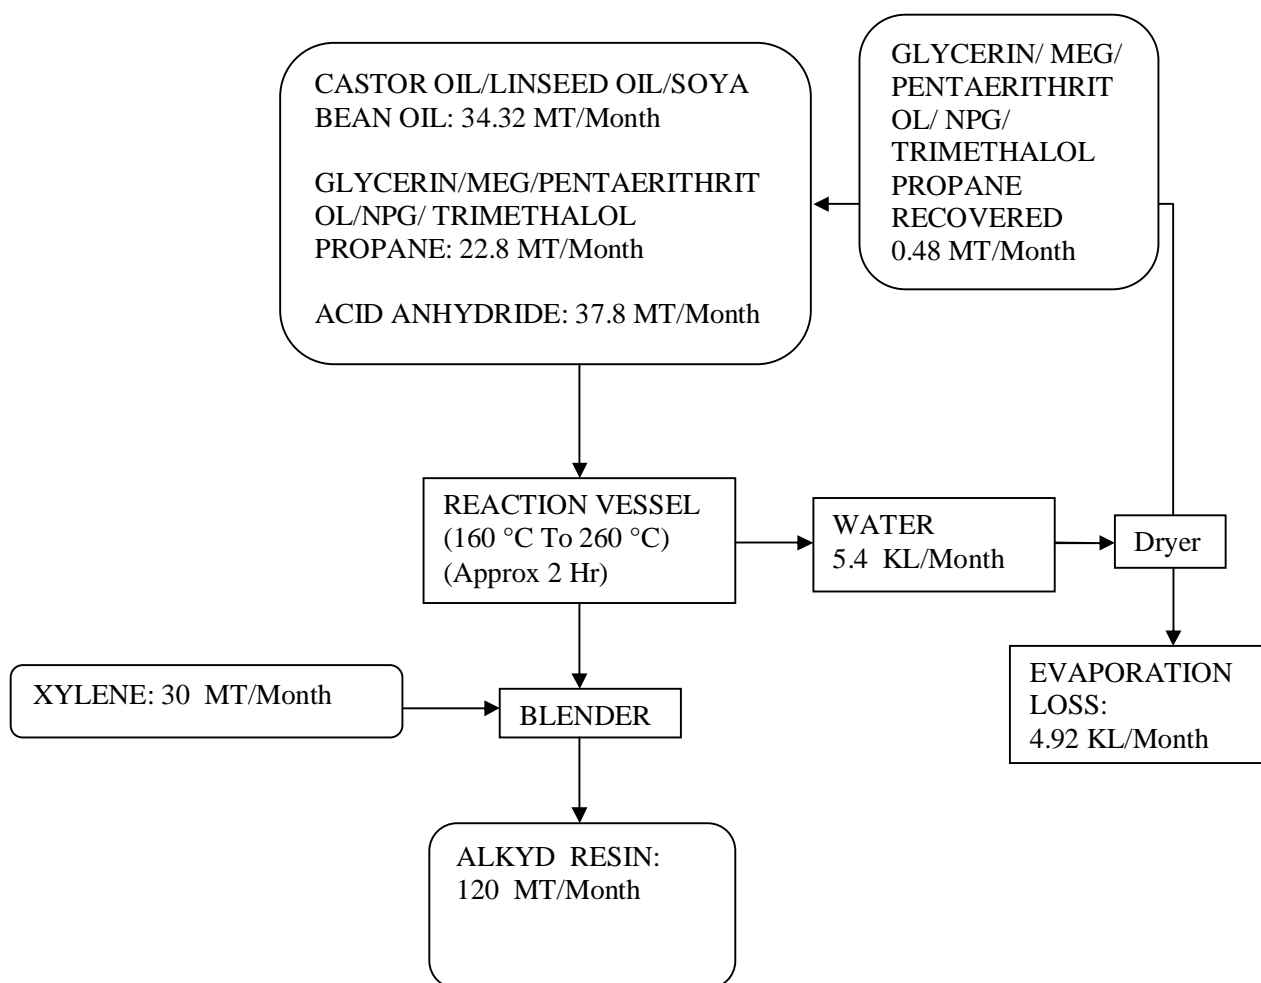 CASTOR OIL/LINSEED OIL/SOYA
BEAN OIL: 34.32 MT/Month
GLYCERIN/MEG/PENTAERITHRIT
OL/NPG/ TRIMETHALOL
PROPANE: 22.8 MT/Month
ACID ANHYDRIDE: 37.8 MT/Month
GLYCERIN/ MEG/
PENTAERITHRIT
OL/ NPG/
TRIMETHALOL
PROPANE
RECOVERED
0.48 MT/Month
REACTION VESSEL
(160 °C To 260 °C)
(Approx 2 Hr)
WATER
5.4 KL/Month
Dryer
EVAPORATION
LOSS:
4.92 KL/Month
XYLENE: 30 MT/Month
BLENDER
ALKYD RESIN:
120 MT/Month